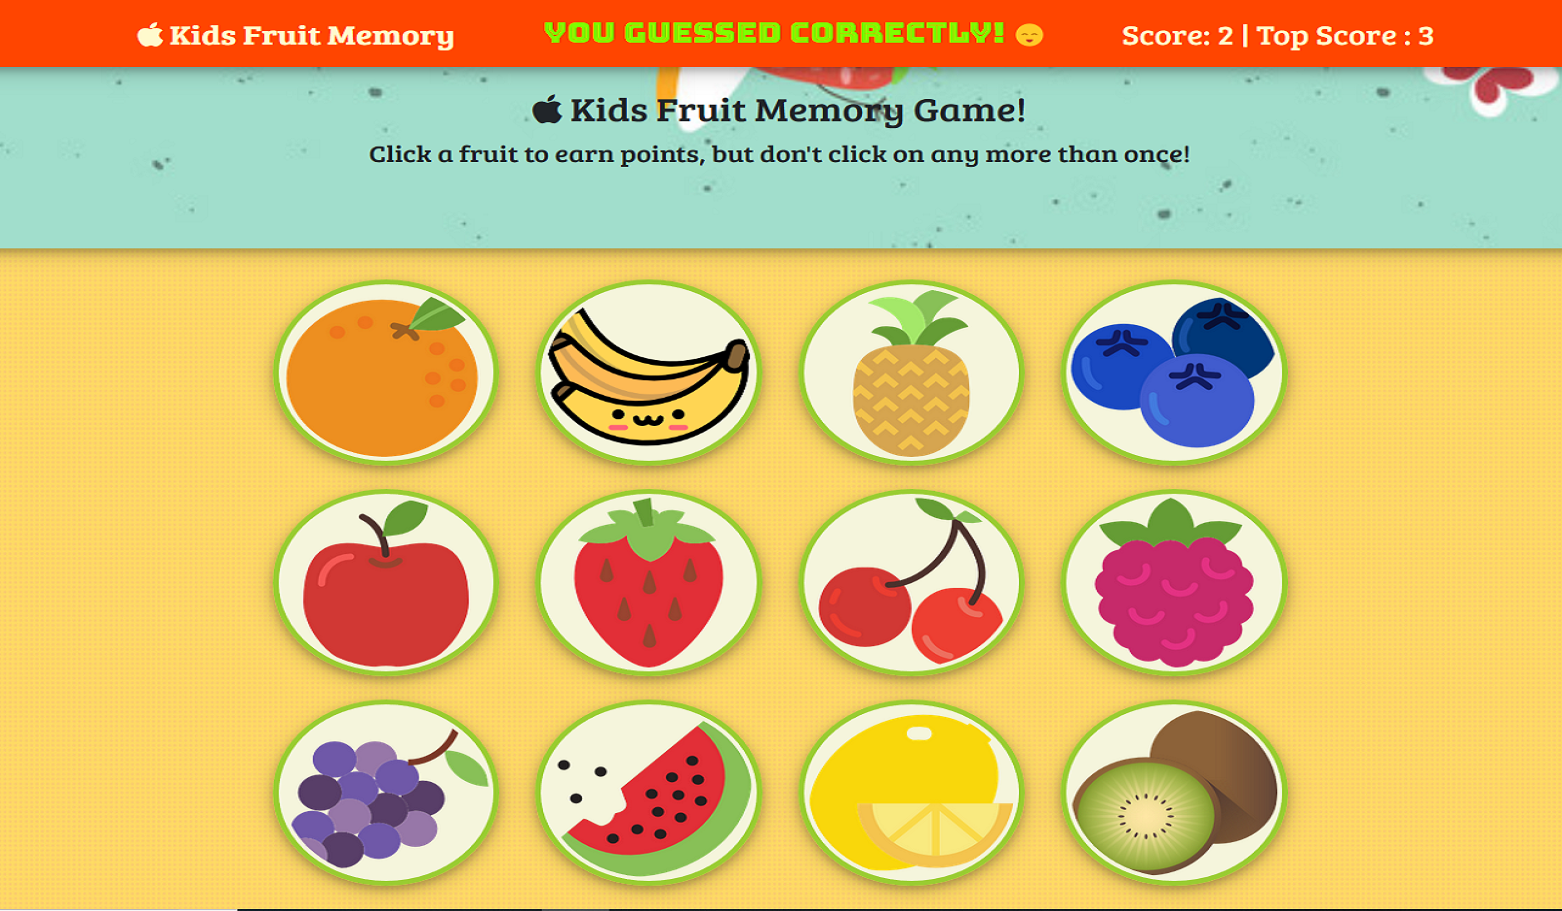 Kids Fruit Memory
YOU GUESSED CORRECTLY!
Score: 2 | Top Score : 3
Kids Fruit Memory Game!
Click a fruit to earn points, but don't click on any more than once!